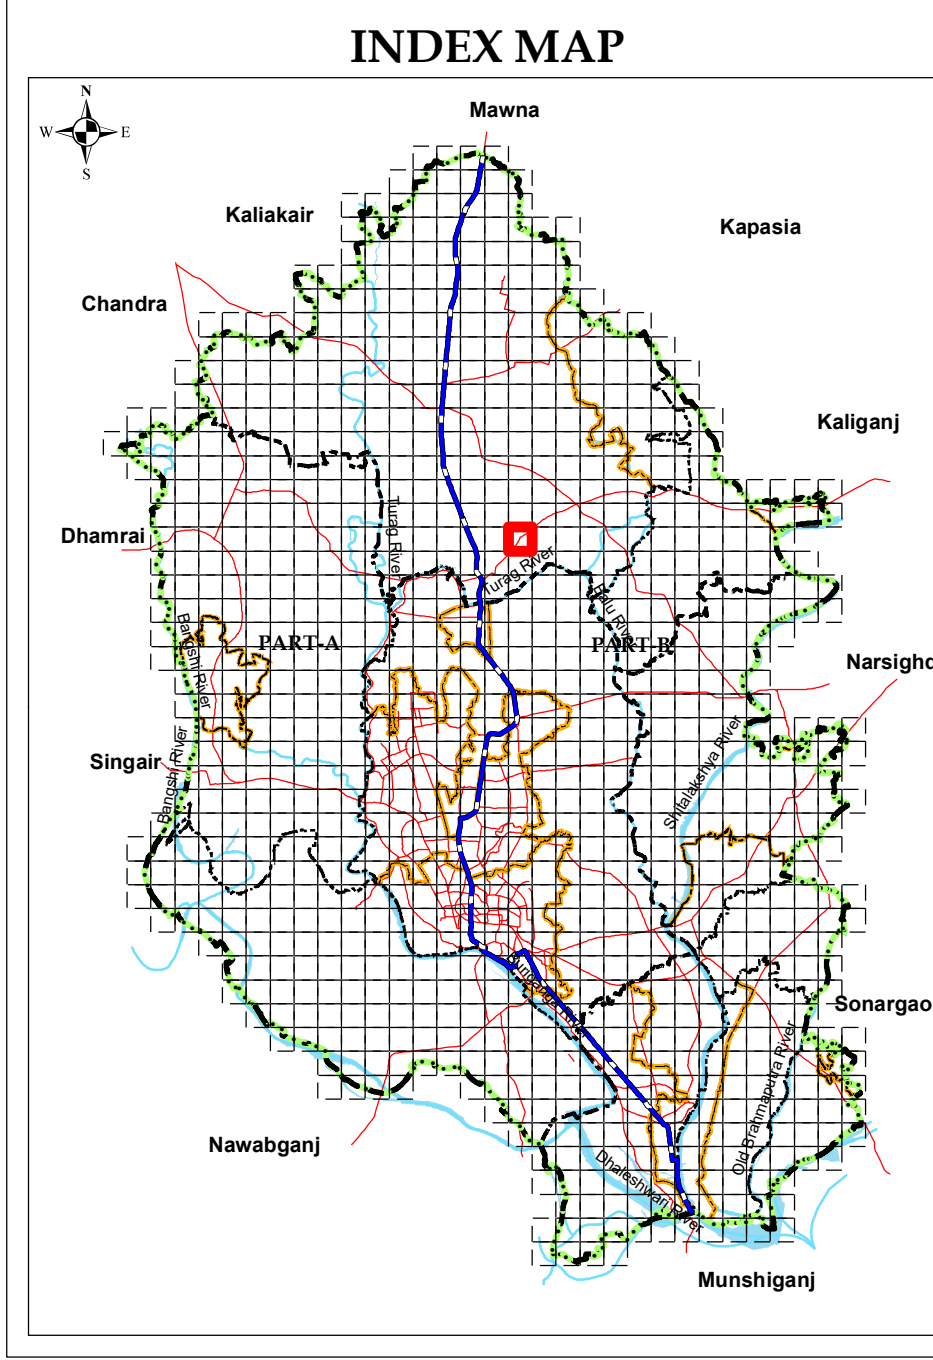 INDEX MAP
N
W E
S
Mawna
Kaliakair
Kapasia
Chandra
Kaliganj
Dhamrai
Turag River
Turag River
Balu River
Bangshi River
PART-A
PART-B
Narsighd
Shitalakshya River
Singair
Bangshi River
Buriganga River
Sonargao
Old Brahmaputra River
Nawabganj
Dhaleshwari River
Munshiganj